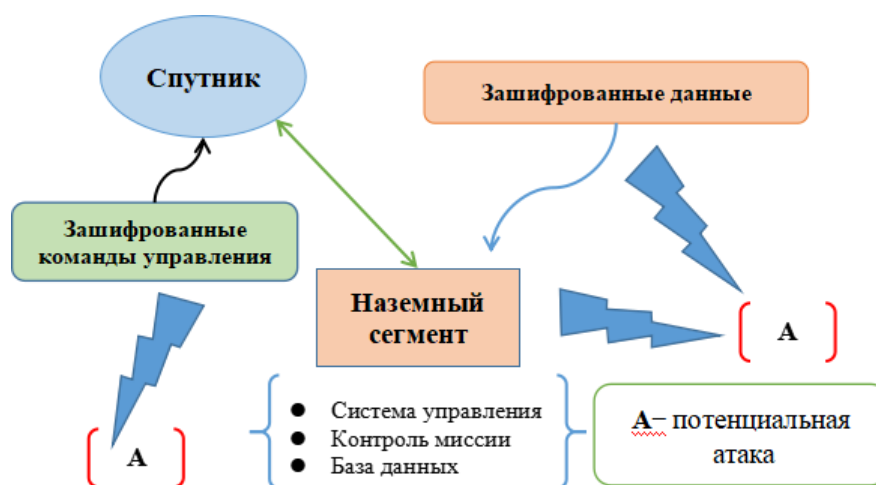 Спутник
Зашифрованные данные
Зашифрованные
команды управления
Наземный
сегмент
А
А
● Система управления
● Контроль миссии
● База данных
А– потенциальная
атака